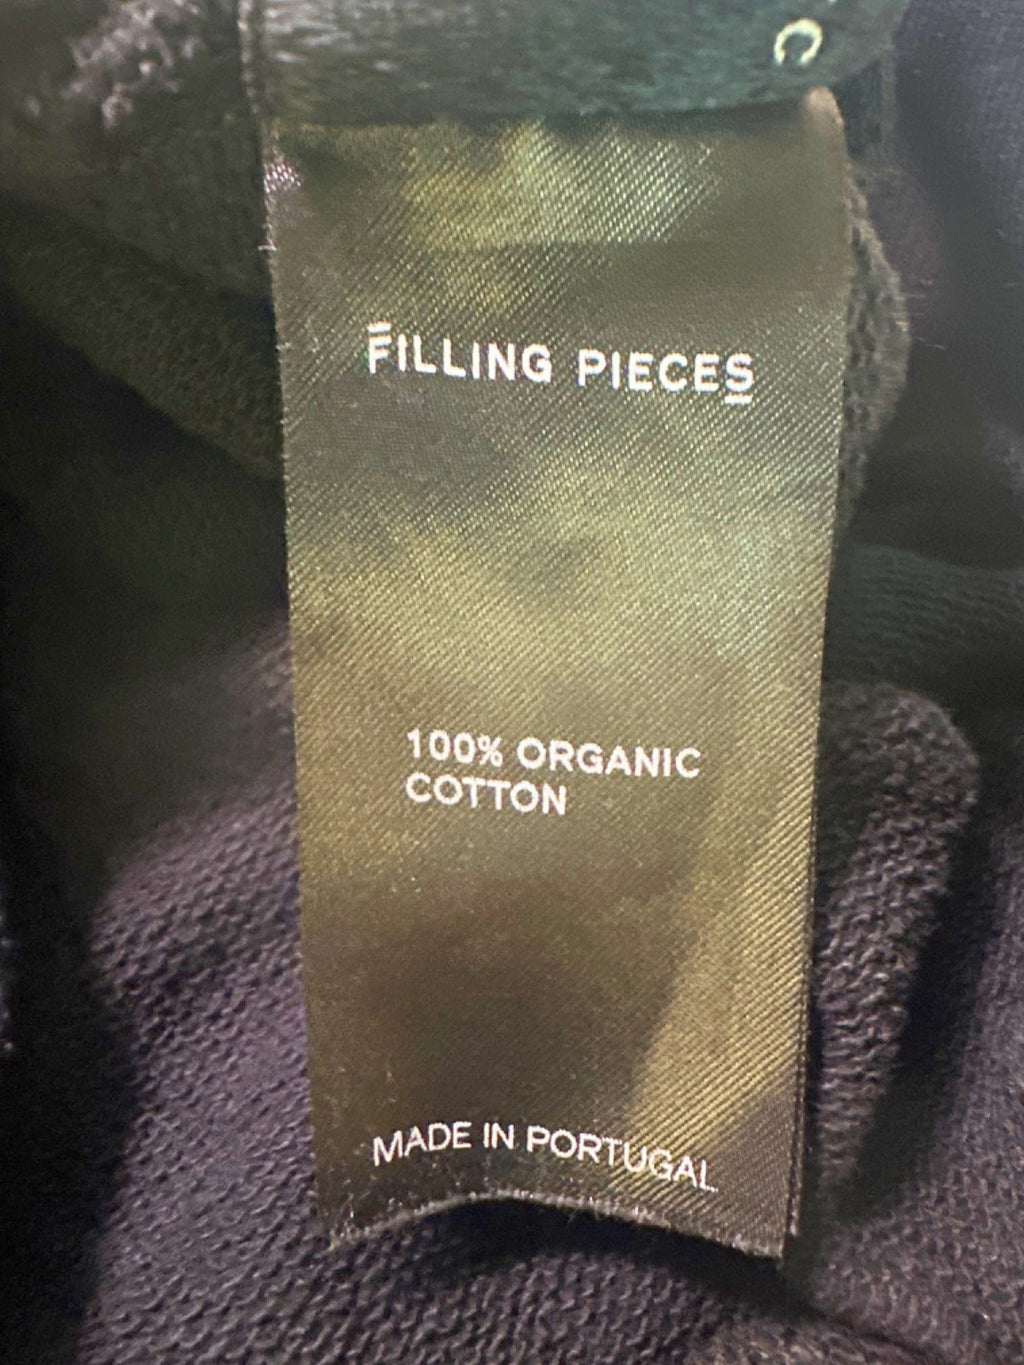 C
FILLING PIECES
100% ORGANIC
COTTON
MADE IN PORTUGAL